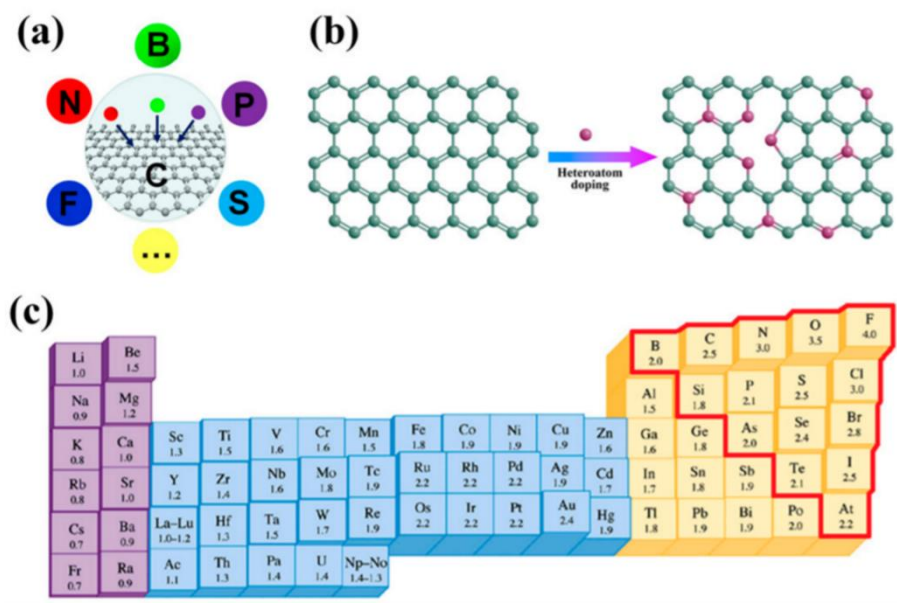 (a)
B
N
P
C
F
S
...
(b)
Heteroatom
doping
(c)
Li
1.0
Be
1.5
Na
0.9
Mg
1.2
K
0.8
Ca
1.0
Rb
0.8
Sr
1.0
Cs
0.7
Ba
0.9
Fr
0.7
Ra
0.9
Sc
1.3
Ti
1.5
V
1.6
Cr
1.6
Mn
1.5
Fe
1.8
Co
1.9
Ni
1.9
Cu
1.9
Zn
1.6
Y
1.2
Zr
1.4
Nb
1.6
Mo
1.8
Tc
1.9
Ru
2.2
Rh
2.2
Pd
2.2
Ag
1.9
Cd
1.7
La–Lu
1.0–1.2
Hf
1.3
Ta
1.5
W
1.7
Re
1.9
Os
2.2
Ir
2.2
Pt
2.2
Au
2.4
Hg
1.9
Ac
1.1
Th
1.3
Pa
1.4
U
1.4
Np–No
1.4–1.3
B
2.0
C
2.5
N
3.0
O
3.5
F
4.0
Al
1.5
Si
1.8
P
2.1
S
2.5
Cl
3.0
Ga
1.6
Ge
1.8
As
2.0
Se
2.4
Br
2.8
In
1.7
Sn
1.8
Sb
1.9
Te
2.1
I
2.5
Tl
1.8
Pb
1.9
Bi
1.9
Po
2.0
At
2.2